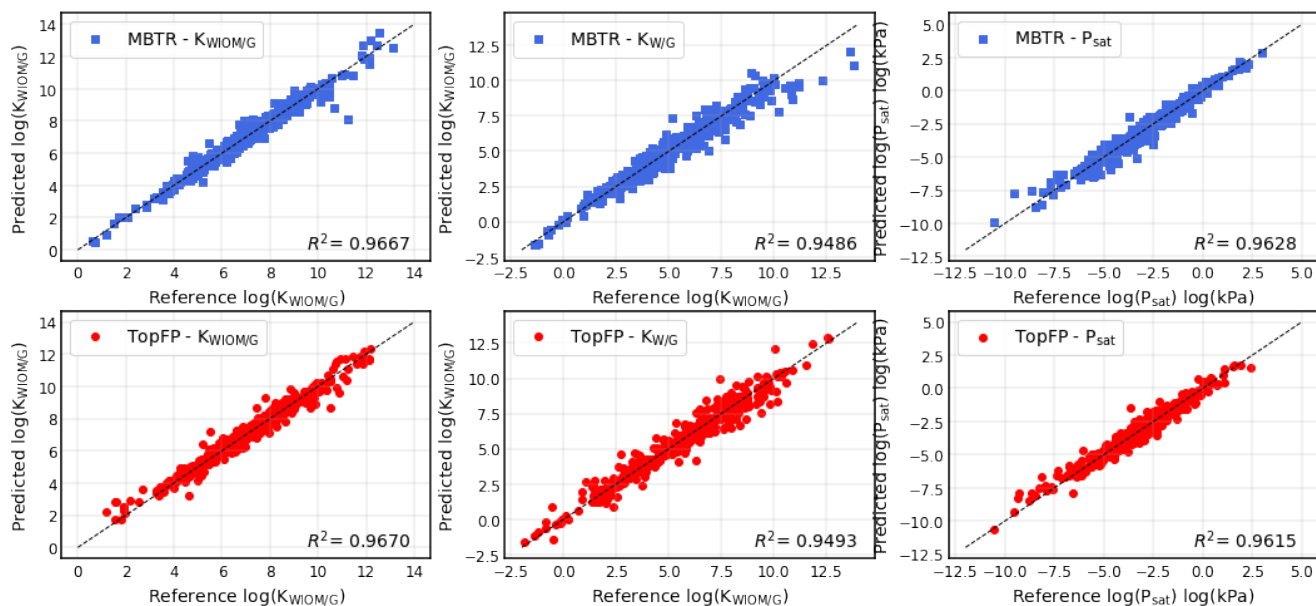 MBTR - K_WIOM/G
Predicted log(K_WIOM/G)
14
12
10
8
6
4
2
0
R² = 0.9667
0 2 4 6 8 10 12 14
Reference log(K_WIOM/G)
MBTR - K_W/G
Predicted log(K_WIOM/G)
12.5
10.0
7.5
5.0
2.5
0.0
−2.5
R² = 0.9486
−2.5 0.0 2.5 5.0 7.5 10.0 12.5
Reference log(K_WIOM/G)
MBTR - P_sat
Predicted log(P_sat) log(kPa)
5.0
2.5
0.0
−2.5
−5.0
−7.5
−10.0
−12.5
R² = 0.9628
−12.5 −10.0 −7.5 −5.0 −2.5 0.0 2.5 5.0
Reference log(P_sat) log(kPa)
TopFP - K_WIOM/G
Predicted log(K_WIOM/G)
14
12
10
8
6
4
2
0
R² = 0.9670
0 2 4 6 8 10 12 14
Reference log(K_WIOM/G)
TopFP - K_W/G
Predicted log(K_WIOM/G)
12.5
10.0
7.5
5.0
2.5
0.0
−2.5
R² = 0.9493
−2.5 0.0 2.5 5.0 7.5 10.0 12.5
Reference log(K_WIOM/G)
TopFP - P_sat
Predicted log(P_sat) log(kPa)
5.0
2.5
0.0
−2.5
−5.0
−7.5
−10.0
−12.5
R² = 0.9615
−12.5 −10.0 −7.5 −5.0 −2.5 0.0 2.5 5.0
Reference log(P_sat) log(kPa)